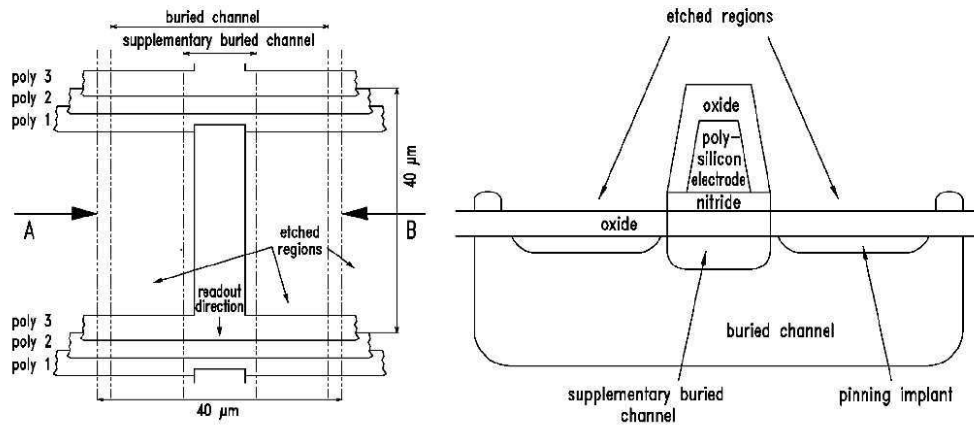 buried channel
supplementary buried channel
poly 3
poly 2
poly 1
40 µm
A
B
etched
regions
readout
direction
poly 3
poly 2
poly 1
40 µm
etched regions
oxide
poly-
silicon
electrode
nitride
oxide
buried channel
supplementary buried
channel
pinning implant